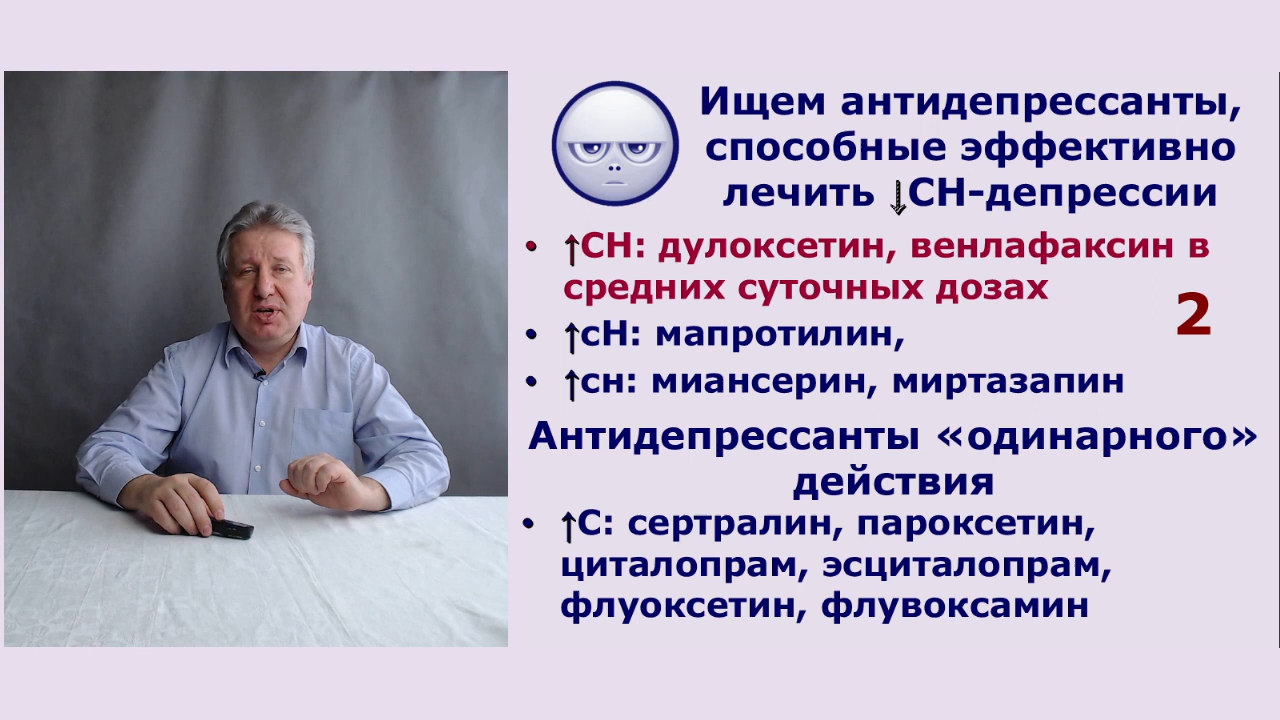 Ищем антидепрессанты,
способные эффективно
лечить ↓СН-депрессии
• ↑СН: дулоксетин, венлафаксин в
средних суточных дозах
2
• ↑сН: мапротилин,
• ↑сн: миансерин, миртазапин
Антидепрессанты «одинарного»
действия
• ↑С: сертралин, пароксетин,
циталопрам, эсциталопрам,
флуоксетин, флувоксамин